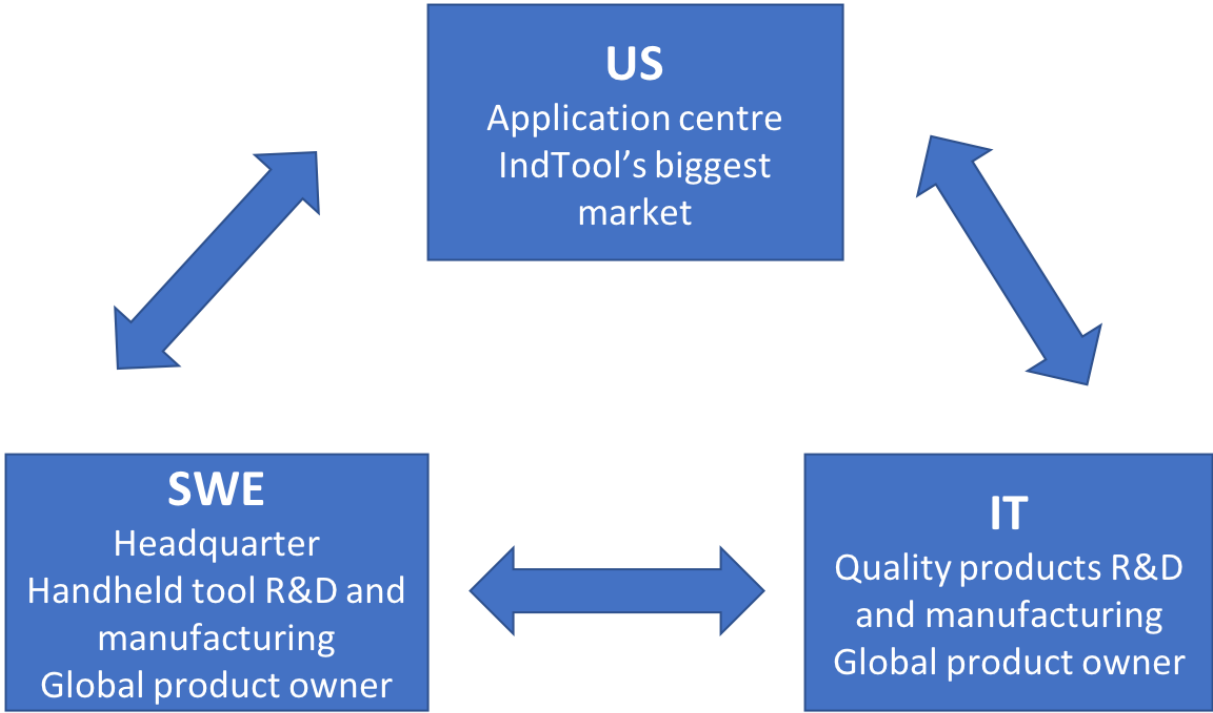 US
Application centre
IndTool’s biggest
market
SWE
Headquarter
Handheld tool R&D and
manufacturing
Global product owner
IT
Quality products R&D
and manufacturing
Global product owner